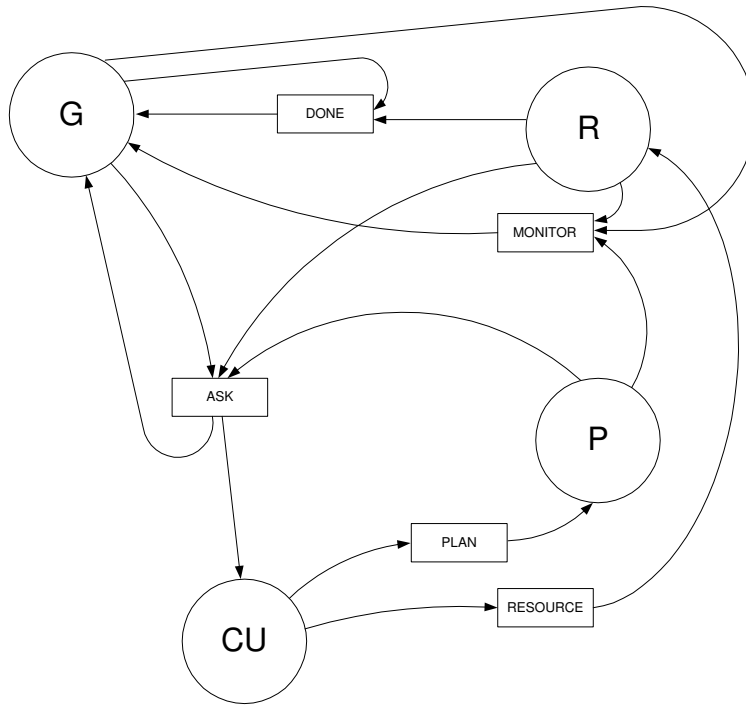 G
DONE
R
MONITOR
ASK
P
PLAN
RESOURCE
CU